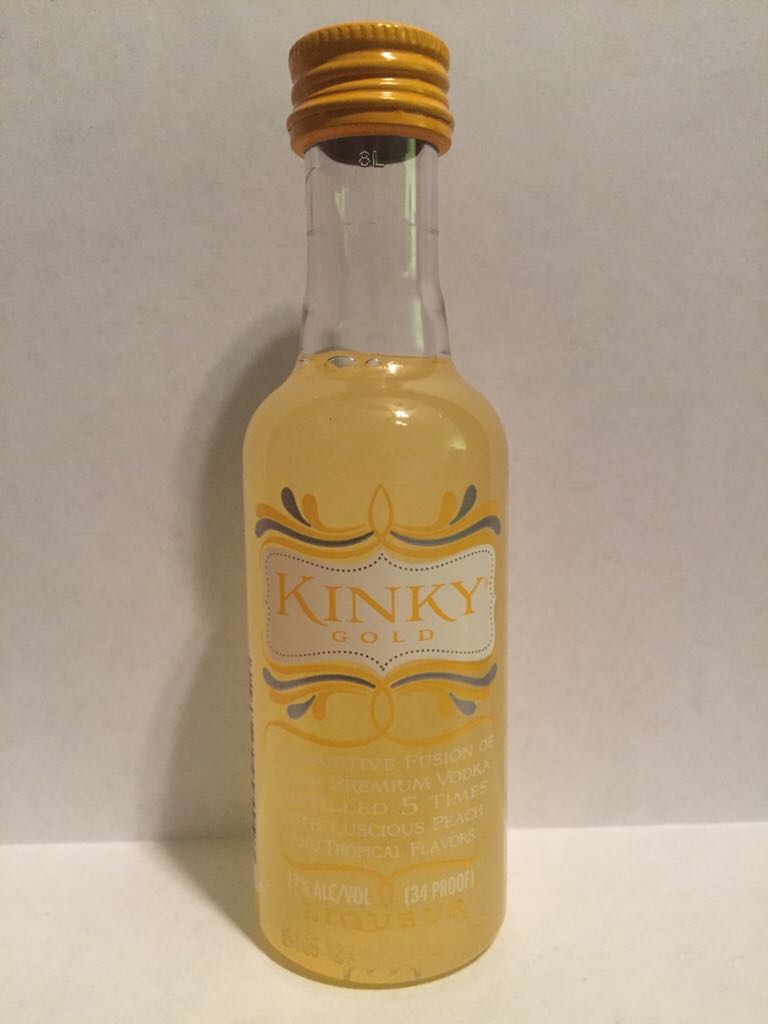 8L
KINKY®
GOLD
FUSION OF
PREMIUM VODKA
5 TIMES
LUSCIOUS PEACH
AND TROPICAL FLAVORS
17% ALC/VOL (34 PROOF)
LIQUEUR